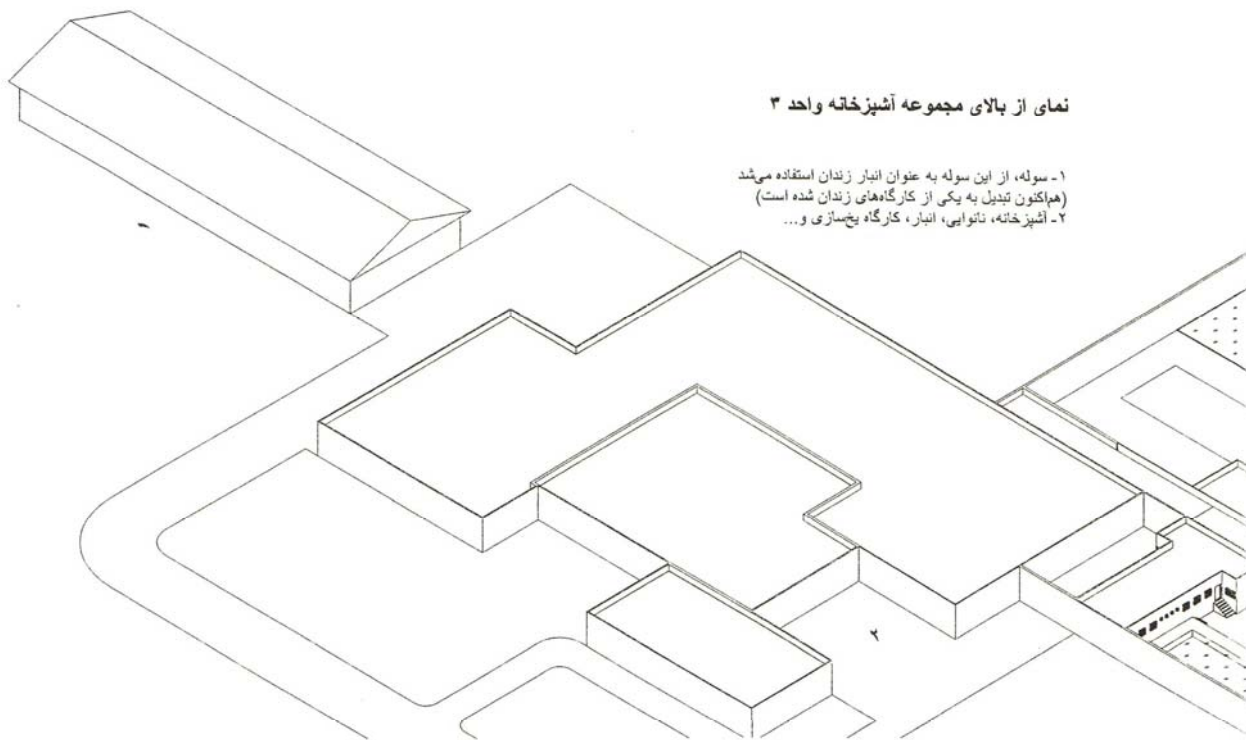 نمای از بالای مجموعه آشپزخانه واحد ۳
۱- سوله، از این سوله به عنوان انبار زندان استفاده می‌شد
(هم‌اکنون تبدیل به یکی از کارگاه‌های زندان شده است)
۲- آشپزخانه، نانوایی، انبار، کارگاه یخ‌سازی و...
۱
۲